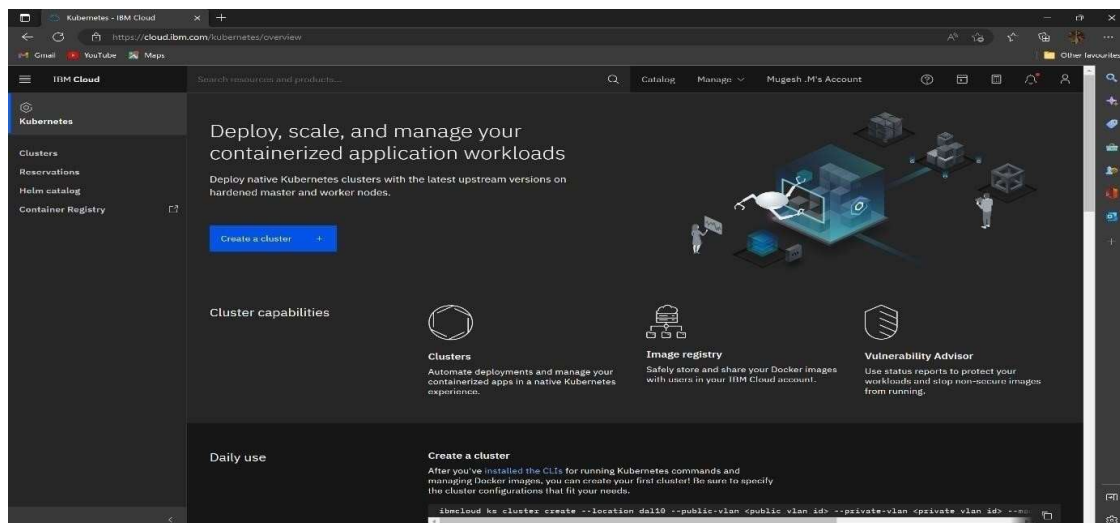 Kubernetes - IBM Cloud
https://cloud.ibm.com/kubernetes/overview
Gmail
YouTube
Maps
Other favourites
IBM Cloud
Search resources and products...
Catalog
Manage
Mugesh .M's Account
Kubernetes
Clusters
Reservations
Helm catalog
Container Registry
Deploy, scale, and manage your
containerized application workloads
Deploy native Kubernetes clusters with the latest upstream versions on
hardened master and worker nodes.
Create a cluster +
Cluster capabilities
Clusters
Automate deployments and manage your
containerized apps in a native Kubernetes
experience.
Image registry
Safely store and share your Docker images
with users in your IBM Cloud account.
Vulnerability Advisor
Use status reports to protect your
workloads and stop non-secure images
from running.
Daily use
Create a cluster
After you've installed the CLIs for running Kubernetes commands and
managing Docker images, you can create your first cluster! Be sure to specify
the cluster configurations that fit your needs.
ibmcloud ks cluster create --location dal10 --public-vlan <public vlan id> --private-vlan <private vlan id>